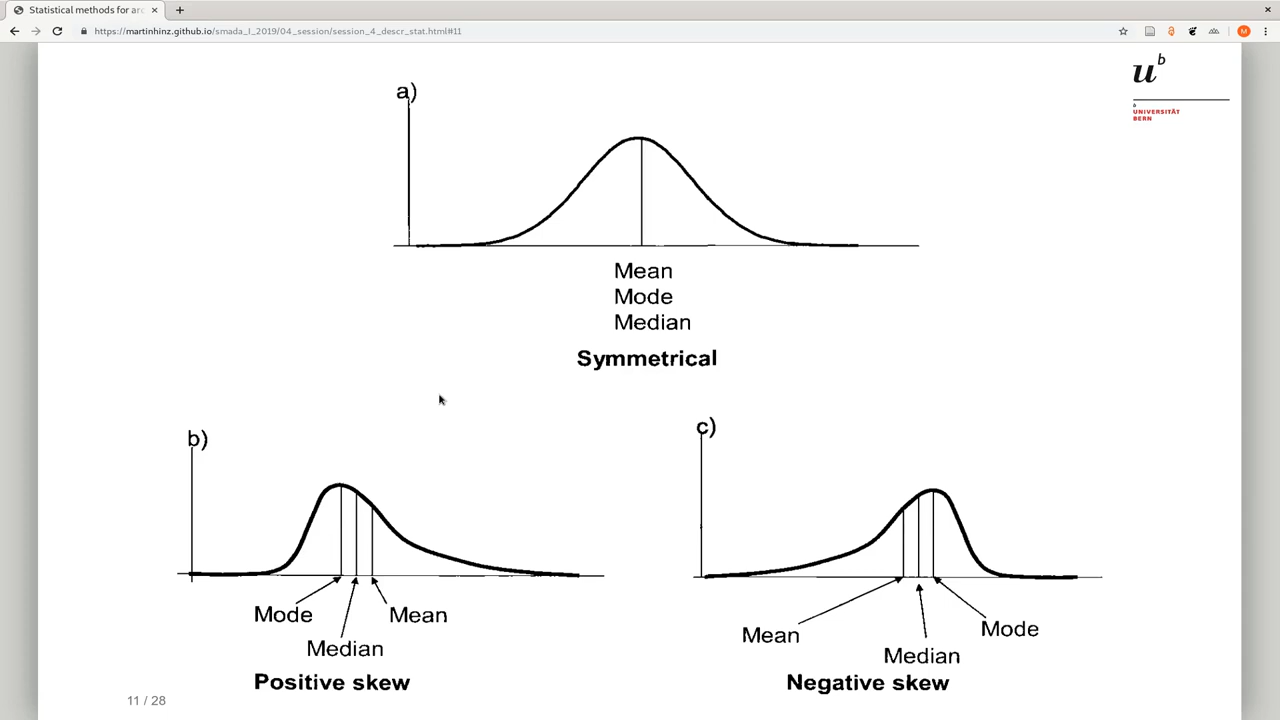 Statistical methods for arc
https://martinhinz.github.io/smada_I_2019/04_session/session_4_descr_stat.html#11
M
u b
b
UNIVERSITÄT
BERN
a)
Mean
Mode
Median
Symmetrical
b)
Mode
Mean
Median
Positive skew
c)
Mean
Mode
Median
Negative skew
11 / 28